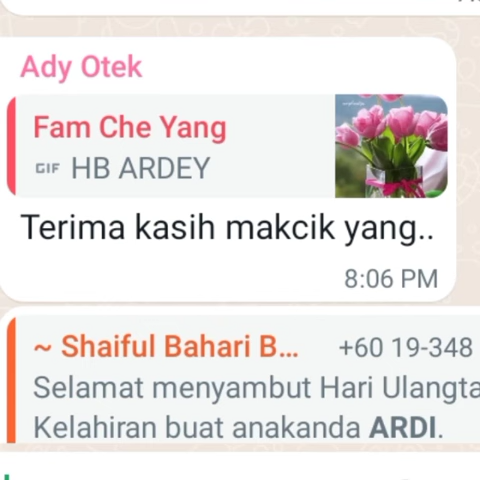 Ady Otek
Fam Che Yang
GIF HB ARDEY
Terima kasih makcik yang..
8:06 PM
~ Shaiful Bahari B... +60 19-348
Selamat menyambut Hari Ulangta
Kelahiran buat anakanda ARDI.